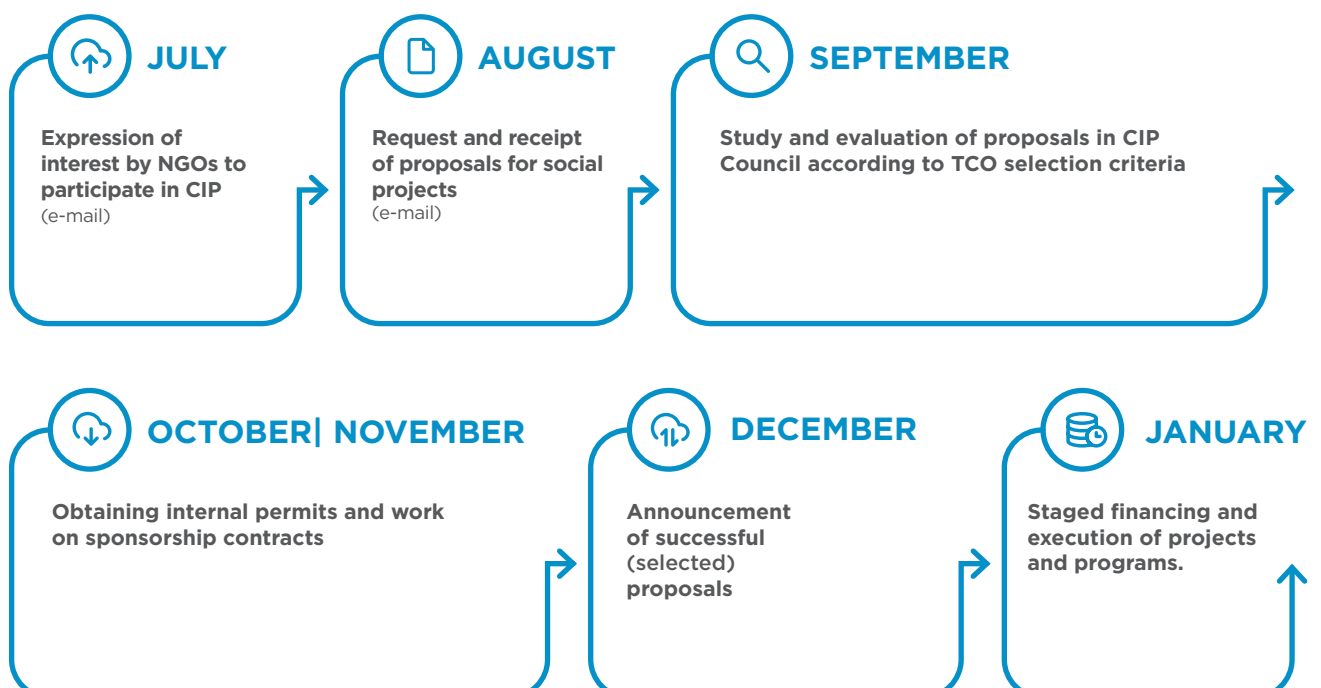 JULY
Expression of
interest by NGOs to
participate in CIP
(e-mail)
AUGUST
Request and receipt
of proposals for social
projects
(e-mail)
SEPTEMBER
Study and evaluation of proposals in CIP
Council according to TCO selection criteria
OCTOBER| NOVEMBER
Obtaining internal permits and work
on sponsorship contracts
DECEMBER
Announcement
of successful
(selected)
proposals
JANUARY
Staged financing and
execution of projects
and programs.